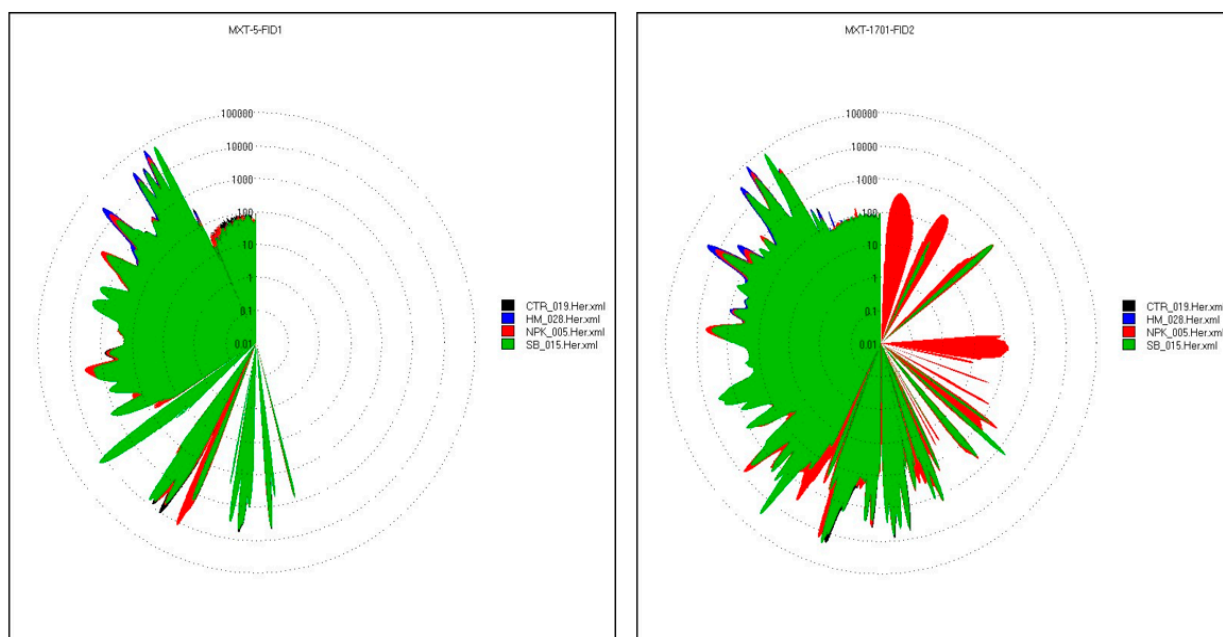 MXT-5-FID1
100000
10000
1000
100
10
1
0.1
0.01
CTR_019.Her.xml
HM_028.Her.xml
NPK_005.Her.xml
SB_015.Her.xml
MXT-1701-FID2
100000
10000
1000
100
10
1
0.1
0.01
CTR_019.Her.xml
HM_028.Her.xml
NPK_005.Her.xml
SB_015.Her.xml